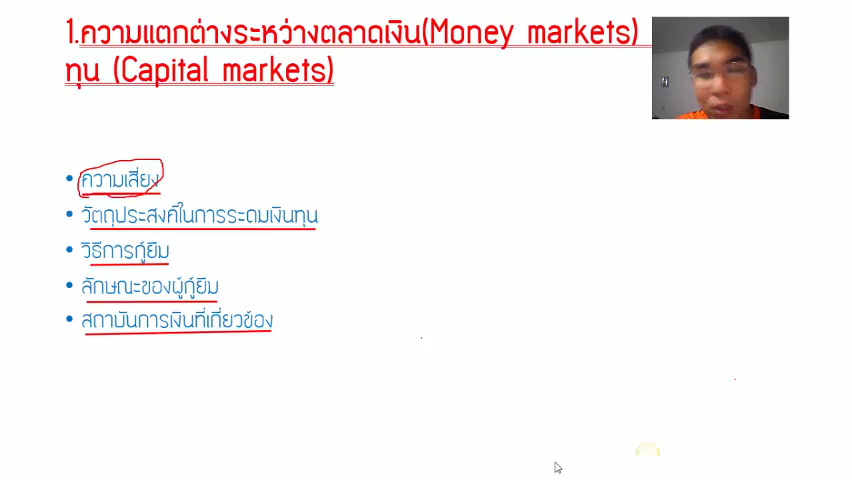 1.ความแตกต่างระหว่างตลาดเงิน(Money markets)
ทุน (Capital markets)
• ความเสี่ยง
• วัตถุประสงค์ในการระดมเงินทุน
• วิธีการกู้ยืม
• ลักษณะของผู้กู้ยืม
• สถาบันการเงินที่เกี่ยวข้อง